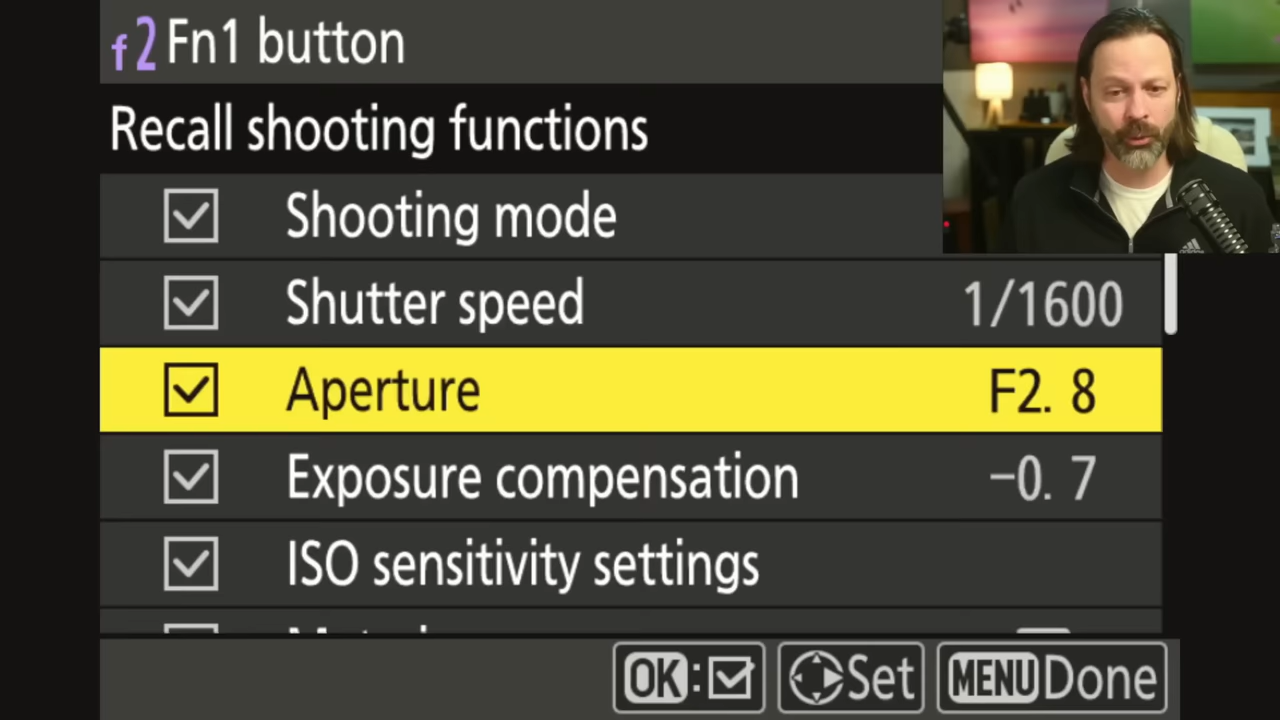 f2 Fn1 button
Recall shooting functions
Shooting mode
Shutter speed 1/1600
Aperture F2. 8
Exposure compensation −0. 7
ISO sensitivity settings
OK : Set MENU Done